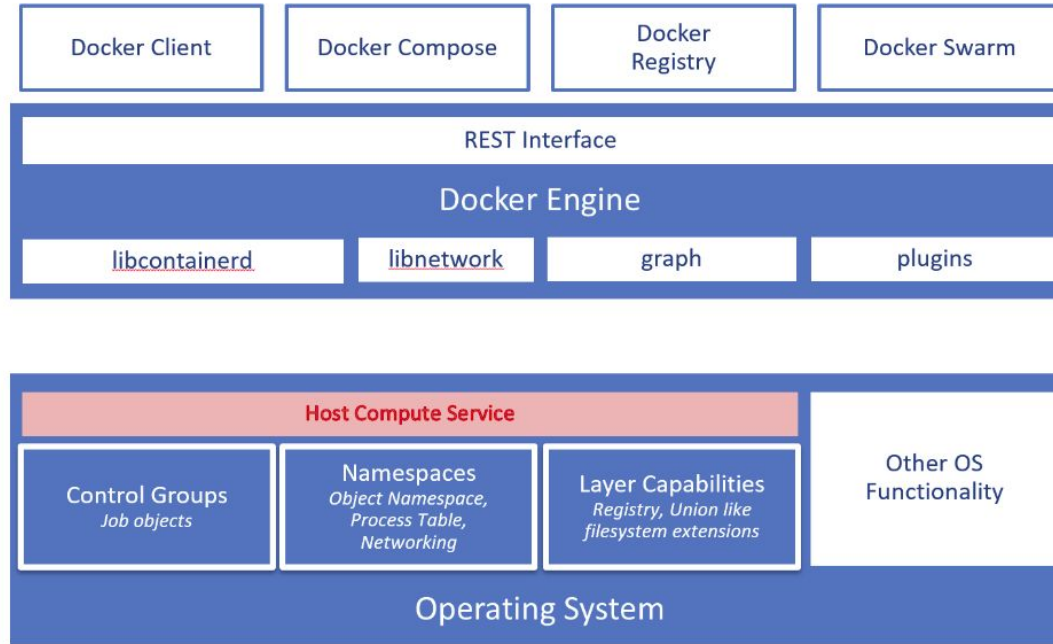 Docker Client
Docker Compose
Docker
Registry
Docker Swarm
REST Interface
Docker Engine
libcontainerd
libnetwork
graph
plugins
Host Compute Service
Control Groups
Job objects
Namespaces
Object Namespace,
Process Table,
Networking
Layer Capabilities
Registry, Union like
filesystem extensions
Other OS
Functionality
Operating System